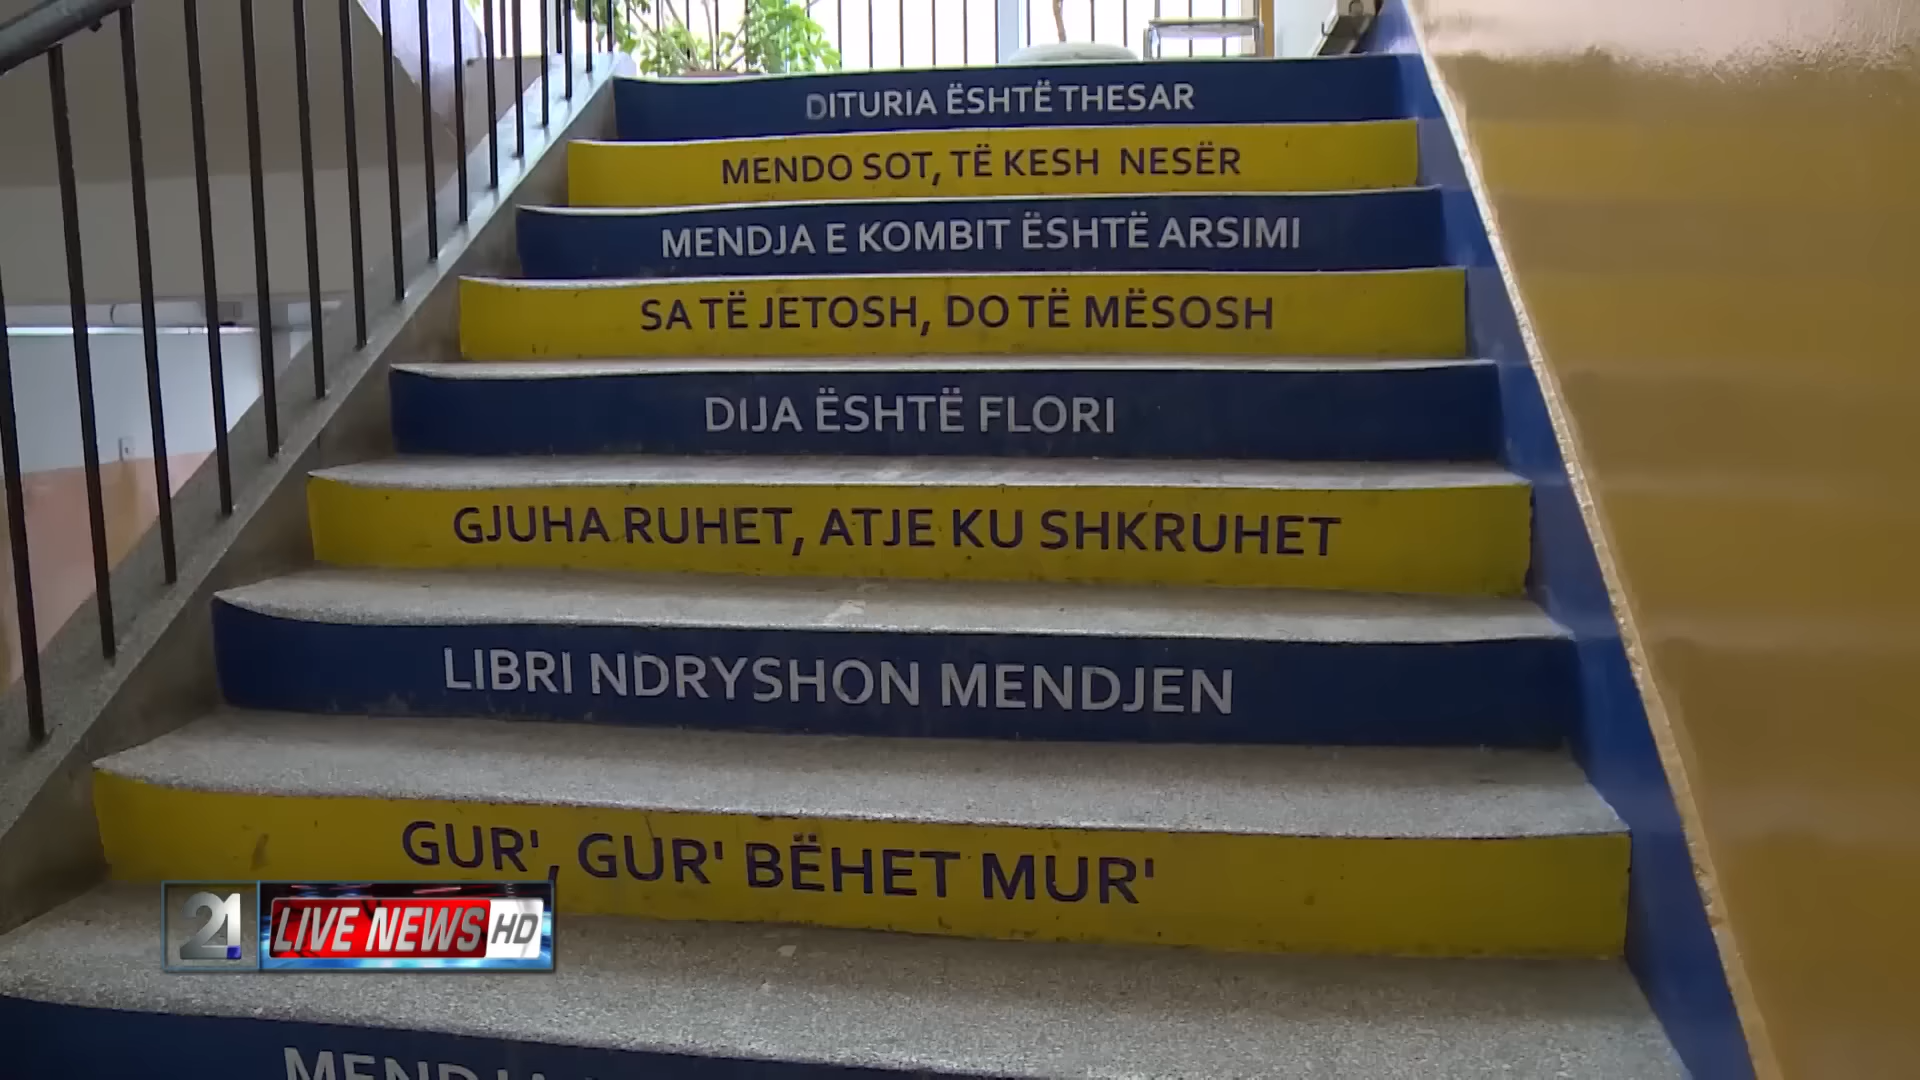 DITURIA ËSHTË THESAR
MENDO SOT, TË KESH NESËR
MENDJA E KOMBIT ËSHTË ARSIMI
SA TË JETOSH, DO TË MËSOSH
DIJA ËSHTË FLORI
GJUHA RUHET, ATJE KU SHKRUHET
LIBRI NDRYSHON MENDJEN
GUR', GUR' BËHET MUR'
21 LIVE NEWS HD
MENDJA